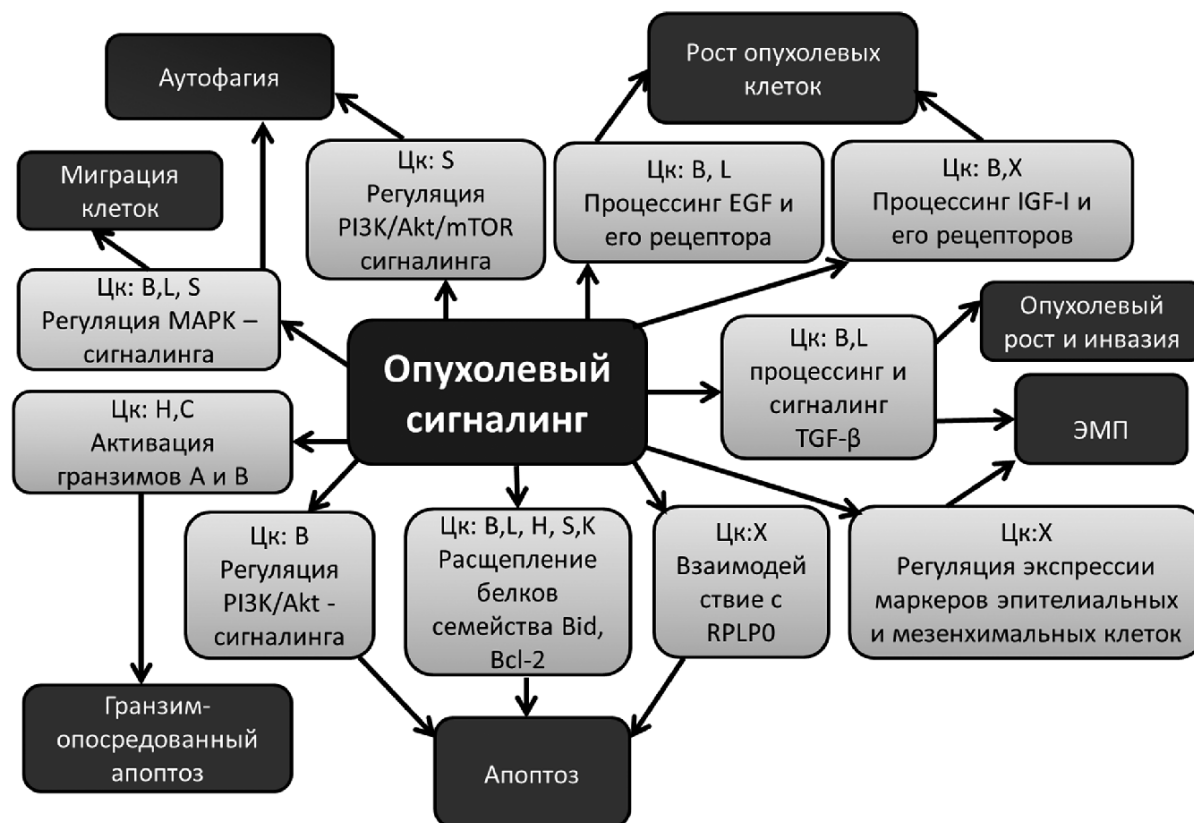 Аутофагия
Рост опухолевых
клеток
Миграция
клеток
Цк: S
Регуляция
PI3K/Akt/mTOR
сигналинга
Цк: B, L
Процессинг EGF и
его рецептора
Цк: B,X
Процессинг IGF-I и
его рецепторов
Цк: B,L, S
Регуляция MAPK –
сигналинга
Опухолевый
сигналинг
Цк: B,L
процессинг и
сигналинг
TGF-β
Опухолевый
рост и инвазия
ЭМП
Цк: H,C
Активация
гранзимов А и В
Цк: B
Регуляция
PI3K/Akt -
сигналинга
Цк: B,L, H, S,K
Расщепление
белков
семейства Bid,
Bcl-2
Цк:X
Взаимодей
ствие с
RPLP0
Цк:X
Регуляция экспрессии
маркеров эпителиальных
и мезенхимальных клеток
Гранзим-
опосредованный
апоптоз
Апоптоз